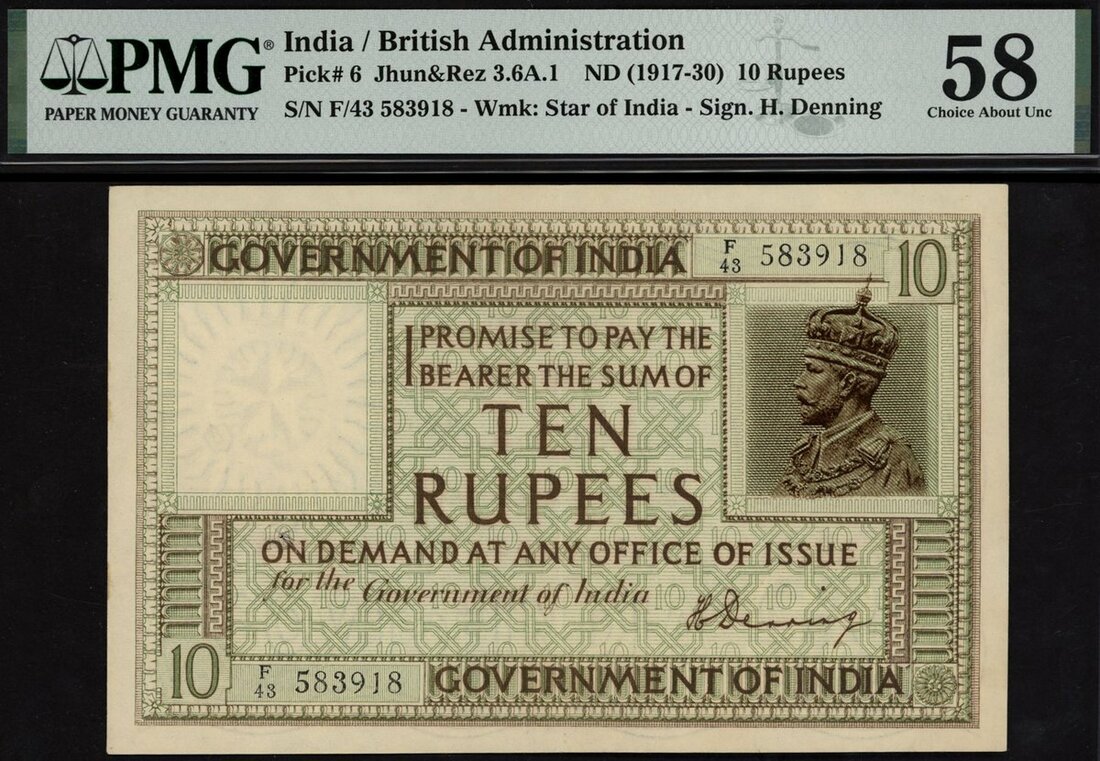 PMG®
PAPER MONEY GUARANTY
India / British Administration
Pick# 6 Jhun&Rez 3.6A.1 ND (1917-30) 10 Rupees
S/N F/43 583918 - Wmk: Star of India - Sign. H. Denning
58
Choice About Unc
GOVERNMENT OF INDIA
F/43 583918
10
I PROMISE TO PAY THE
BEARER THE SUM OF
TEN
RUPEES
ON DEMAND AT ANY OFFICE OF ISSUE
for the Government of India
H Denning
10
F/43 583918
GOVERNMENT OF INDIA